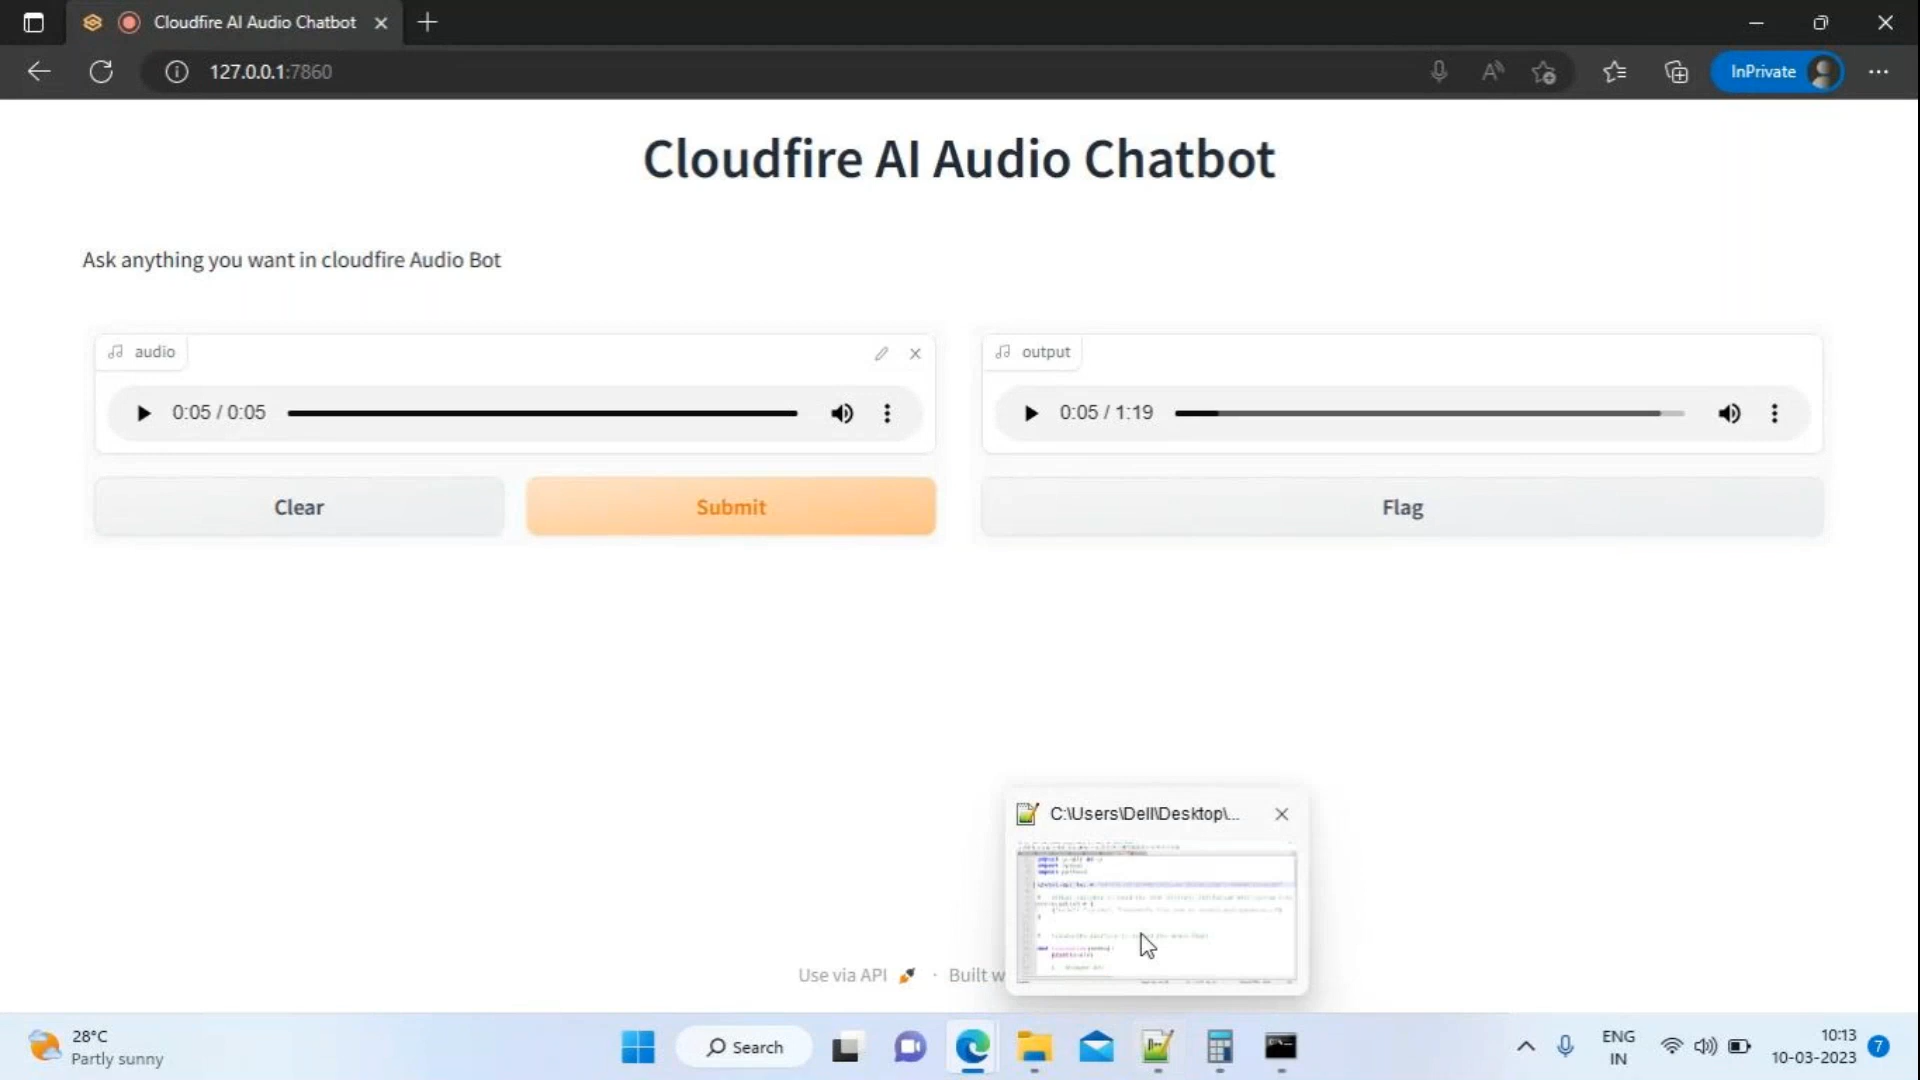 Cloudfire AI Audio Chatbot
127.0.0.1:7860
InPrivate
Cloudfire AI Audio Chatbot
Ask anything you want in cloudfire Audio Bot
audio
output
0:05 / 0:05
0:05 / 1:19
Clear
Submit
Flag
C:\Users\Dell\Desktop\...
Use via API
· Built w
28°C
Partly sunny
Search
ENG
IN
10:13
10-03-2023
7